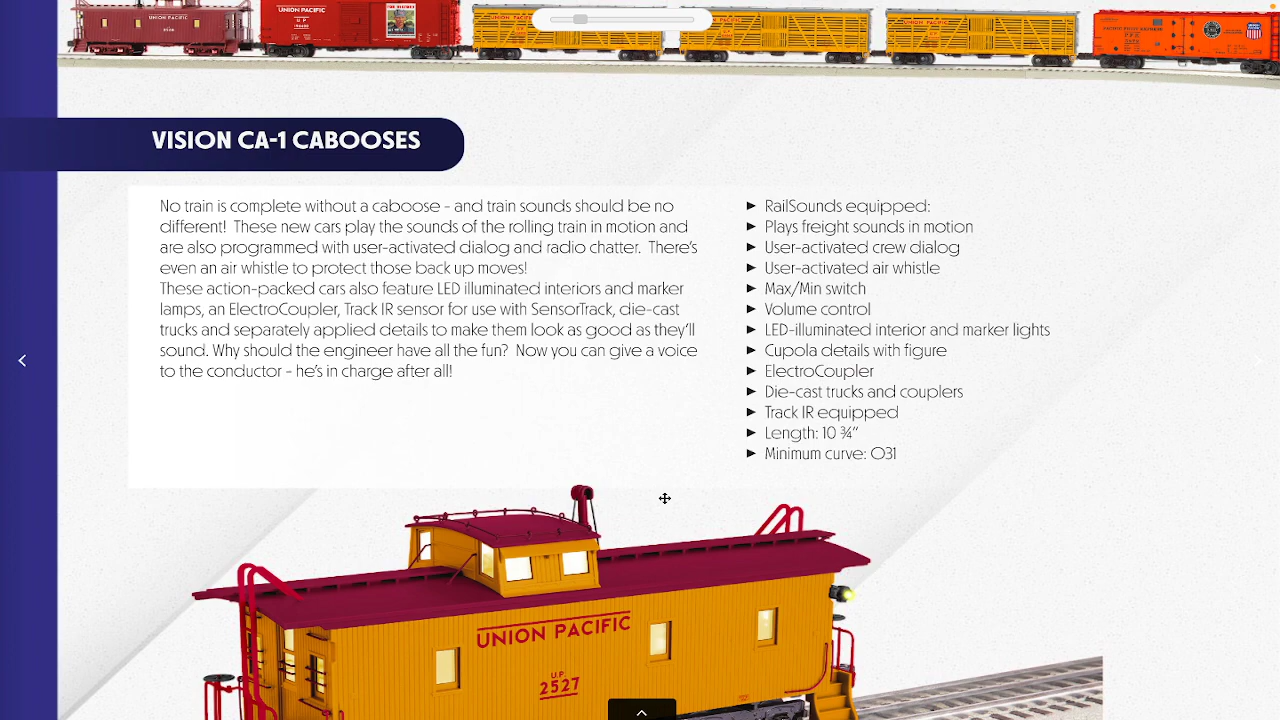 UNION PACIFIC
UNION PACIFIC
UNION PACIFIC
VISION CA-1 CABOOSES
No train is complete without a caboose - and train sounds should be no
different! These new cars play the sounds of the rolling train in motion and
are also programmed with user-activated dialog and radio chatter. There's
even an air whistle to protect those back up moves!
These action-packed cars also feature LED illuminated interiors and marker
lamps, an ElectroCoupler, Track IR sensor for use with SensorTrack, die-cast
trucks and separately applied details to make them look as good as they'll
sound. Why should the engineer have all the fun? Now you can give a voice
to the conductor - he's in charge after all!
► RailSounds equipped:
► Plays freight sounds in motion
► User-activated crew dialog
► User-activated air whistle
► Max/Min switch
► Volume control
► LED-illuminated interior and marker lights
► Cupola details with figure
► ElectroCoupler
► Die-cast trucks and couplers
► Track IR equipped
► Length: 10 ¾"
► Minimum curve: O31
UNION PACIFIC
U.P.
2527